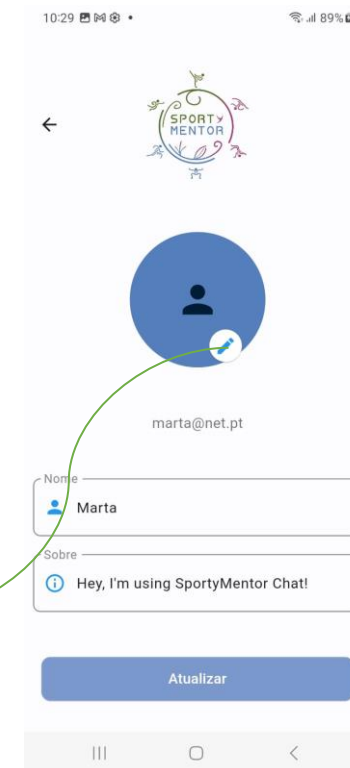 10:29
89%
SPORTY
MENTOR
marta@net.pt
Nome
Marta
Sobre
Hey, I'm using SportyMentor Chat!
Atualizar